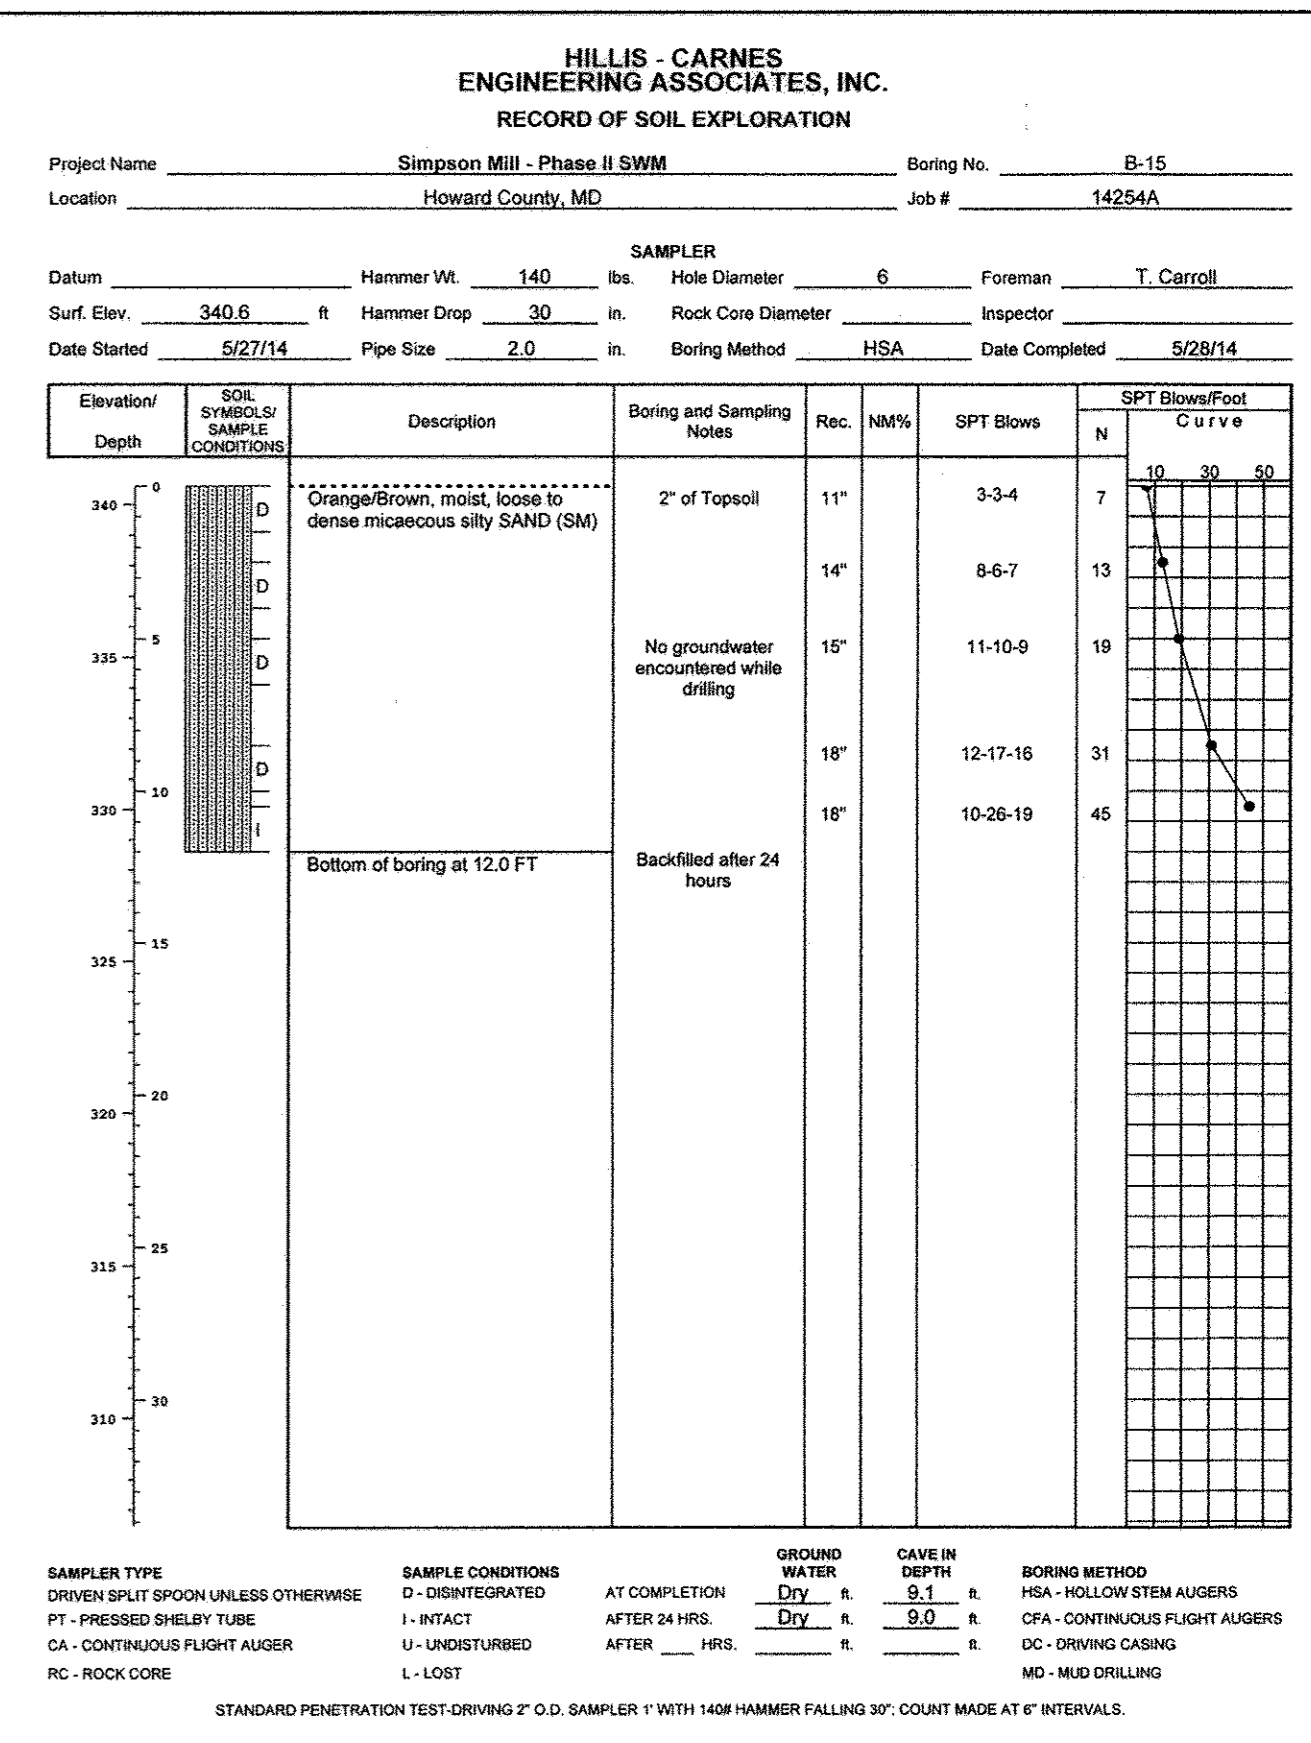 HILLIS - CARNES
ENGINEERING ASSOCIATES, INC.
RECORD OF SOIL EXPLORATION
Project Name Simpson Mill - Phase II SWM Boring No. B-15
Location Howard County, MD Job # 14254A
SAMPLER
Datum Hammer Wt. 140 lbs. Hole Diameter 6 Foreman T. Carroll
Surf. Elev. 340.6 ft Hammer Drop 30 in. Rock Core Diameter Inspector
Date Started 5/27/14 Pipe Size 2.0 in. Boring Method HSA Date Completed 5/28/14
Elevation/ Depth SOIL SYMBOLS/ SAMPLE CONDITIONS Description Boring and Sampling Notes Rec. NM% SPT Blows SPT Blows/Foot
N Curve
10 30 50
0
340 D Orange/Brown, moist, loose to 2" of Topsoil 11" 3-3-4 7
dense micaecous silty SAND (SM)
D 14" 8-6-7 13
5
335 D No groundwater 15" 11-10-9 19
encountered while
drilling
D 18" 12-17-16 31
10
330 18" 10-26-19 45
I
Bottom of boring at 12.0 FT Backfilled after 24
hours
15
325
20
320
25
315
30
310
GROUND WATER CAVE IN DEPTH
SAMPLER TYPE SAMPLE CONDITIONS BORING METHOD
DRIVEN SPLIT SPOON UNLESS OTHERWISE D - DISINTEGRATED AT COMPLETION Dry ft. 9.1 ft. HSA - HOLLOW STEM AUGERS
PT - PRESSED SHELBY TUBE I - INTACT AFTER 24 HRS. Dry ft. 9.0 ft. CFA - CONTINUOUS FLIGHT AUGERS
CA - CONTINUOUS FLIGHT AUGER U - UNDISTURBED AFTER ___ HRS. ft. ft. DC - DRIVING CASING
RC - ROCK CORE L - LOST MD - MUD DRILLING
STANDARD PENETRATION TEST-DRIVING 2" O.D. SAMPLER 1' WITH 140# HAMMER FALLING 30"; COUNT MADE AT 6" INTERVALS.